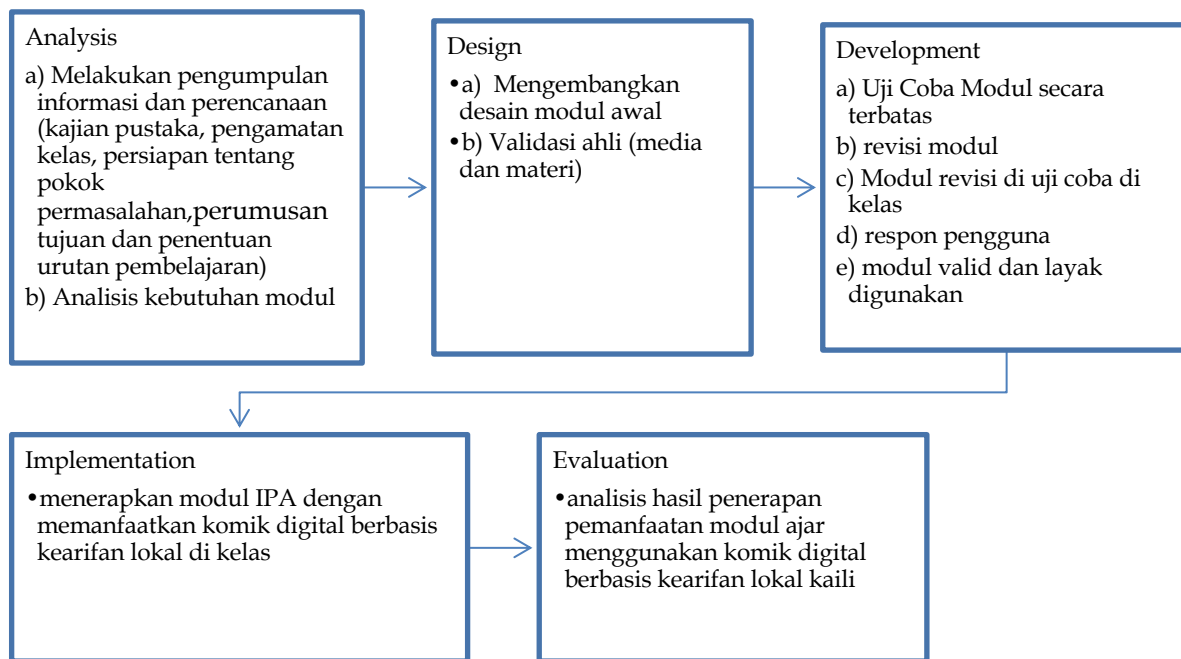 Analysis
a) Melakukan pengumpulan
informasi dan perencanaan
(kajian pustaka, pengamatan
kelas, persiapan tentang
pokok
permasalahan,perumusan
tujuan dan penentuan
urutan pembelajaran)
b) Analisis kebutuhan modul
Design
•a) Mengembangkan
desain modul awal
•b) Validasi ahli (media
dan materi)
Development
a) Uji Coba Modul secara
terbatas
b) revisi modul
c) Modul revisi di uji coba di
kelas
d) respon pengguna
e) modul valid dan layak
digunakan
Implementation
•menerapkan modul IPA dengan
memanfaatkan komik digital berbasis
kearifan lokal di kelas
Evaluation
•analisis hasil penerapan
pemanfaatan modul ajar
menggunakan komik digital
berbasis kearifan lokal kaili